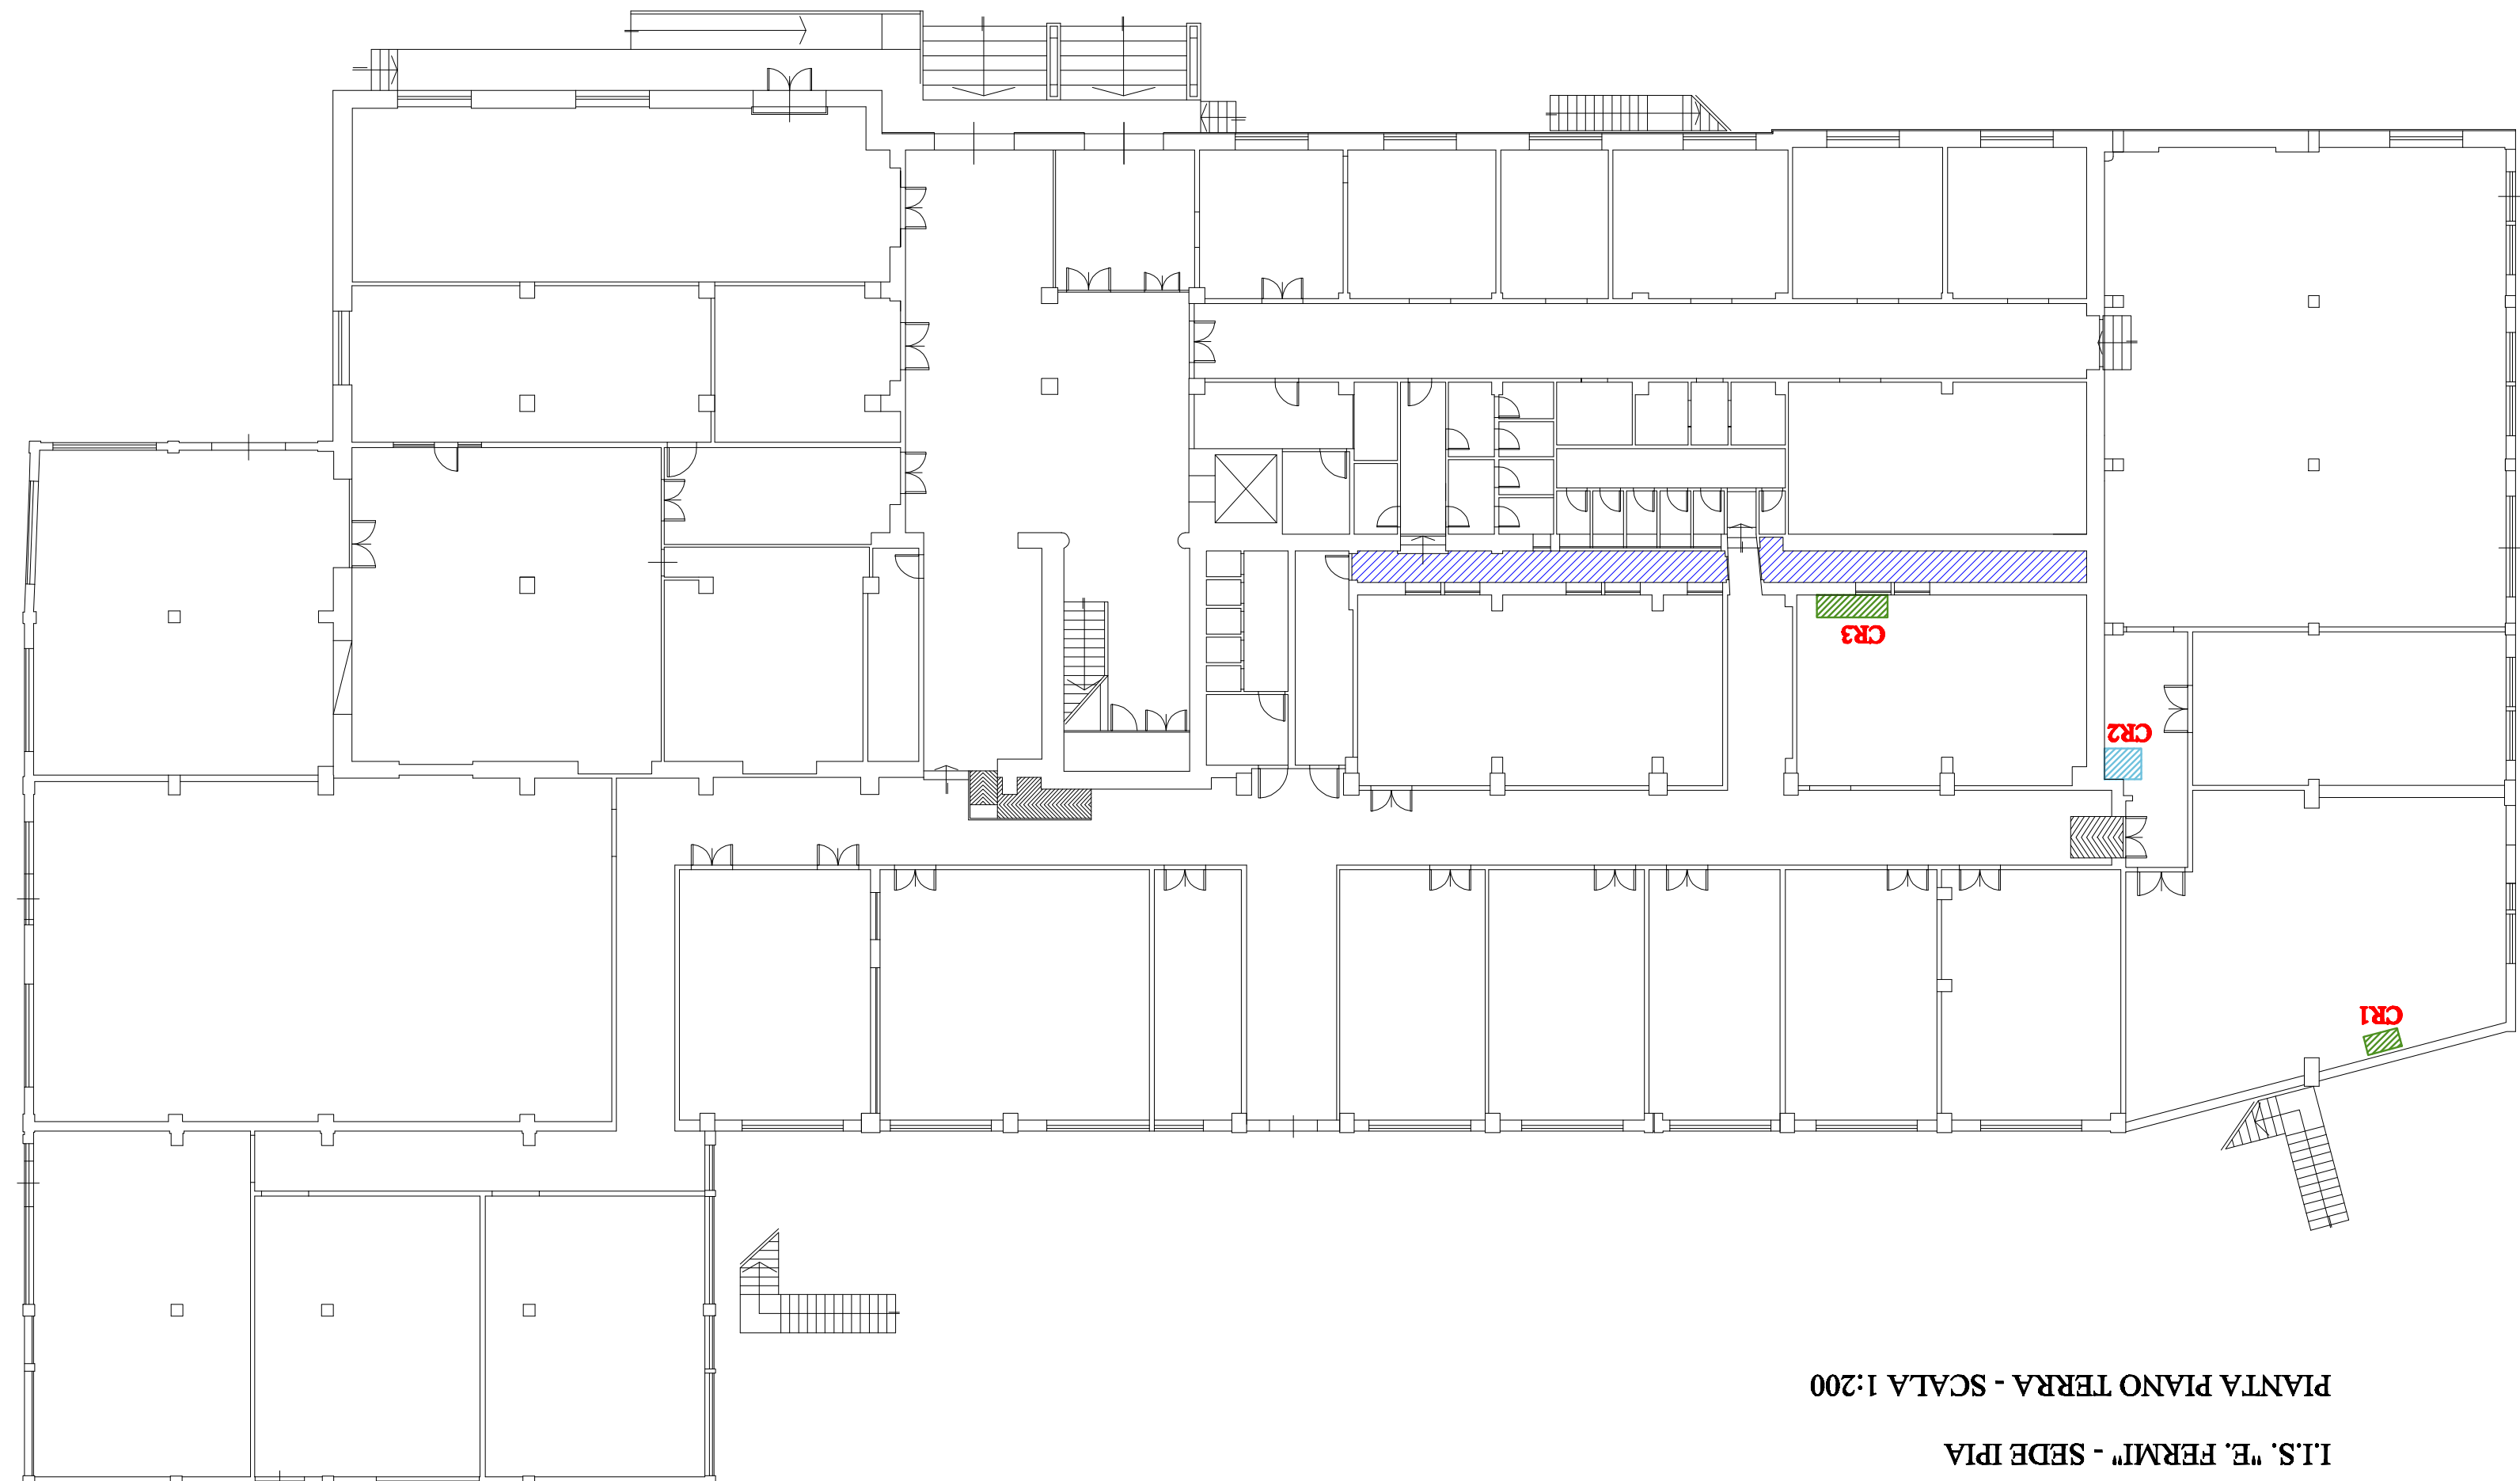 I.I.S. "E. FERMI" - SEDE IPIA
PIANTA PIANO TERRA - SCALA 1:200
CR1
CR2
CR3